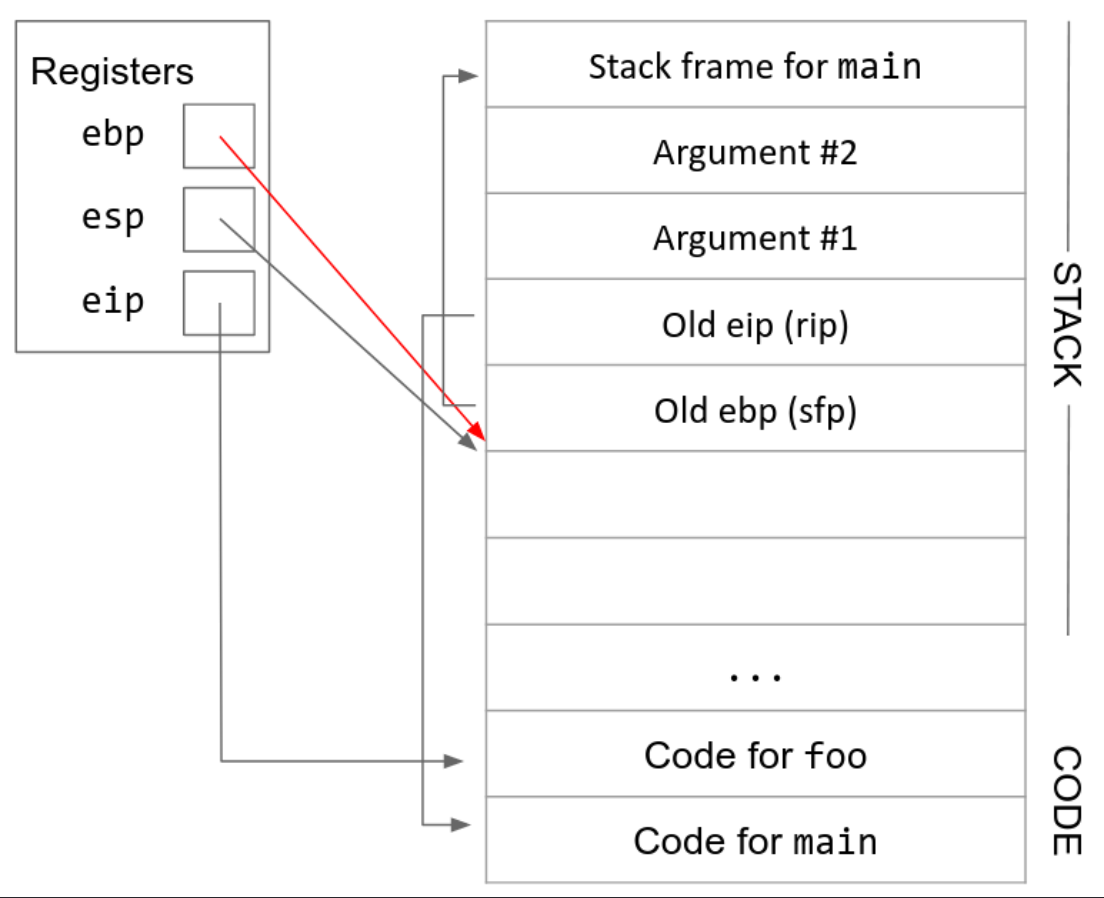 Registers
ebp
esp
eip
Stack frame for main
Argument #2
Argument #1
Old eip (rip)
Old ebp (sfp)
...
Code for foo
Code for main
STACK
CODE